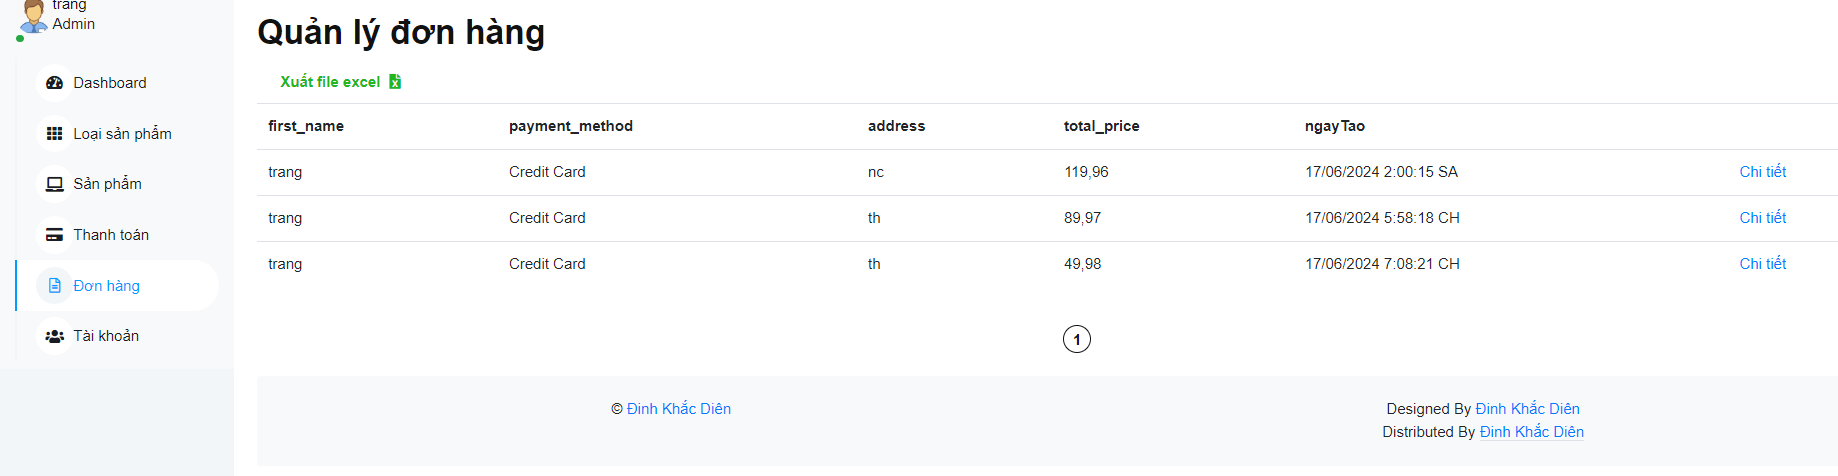 trang
Admin
Dashboard
Loại sản phẩm
Sản phẩm
Thanh toán
Đơn hàng
Tài khoản
Quản lý đơn hàng
Xuất file excel
first_name payment_method address total_price ngayTao
trang Credit Card nc 119,96 17/06/2024 2:00:15 SA Chi tiết
trang Credit Card th 89,97 17/06/2024 5:58:18 CH Chi tiết
trang Credit Card th 49,98 17/06/2024 7:08:21 CH Chi tiết
1
© Đinh Khắc Diên
Designed By Đinh Khắc Diên
Distributed By Đinh Khắc Diên